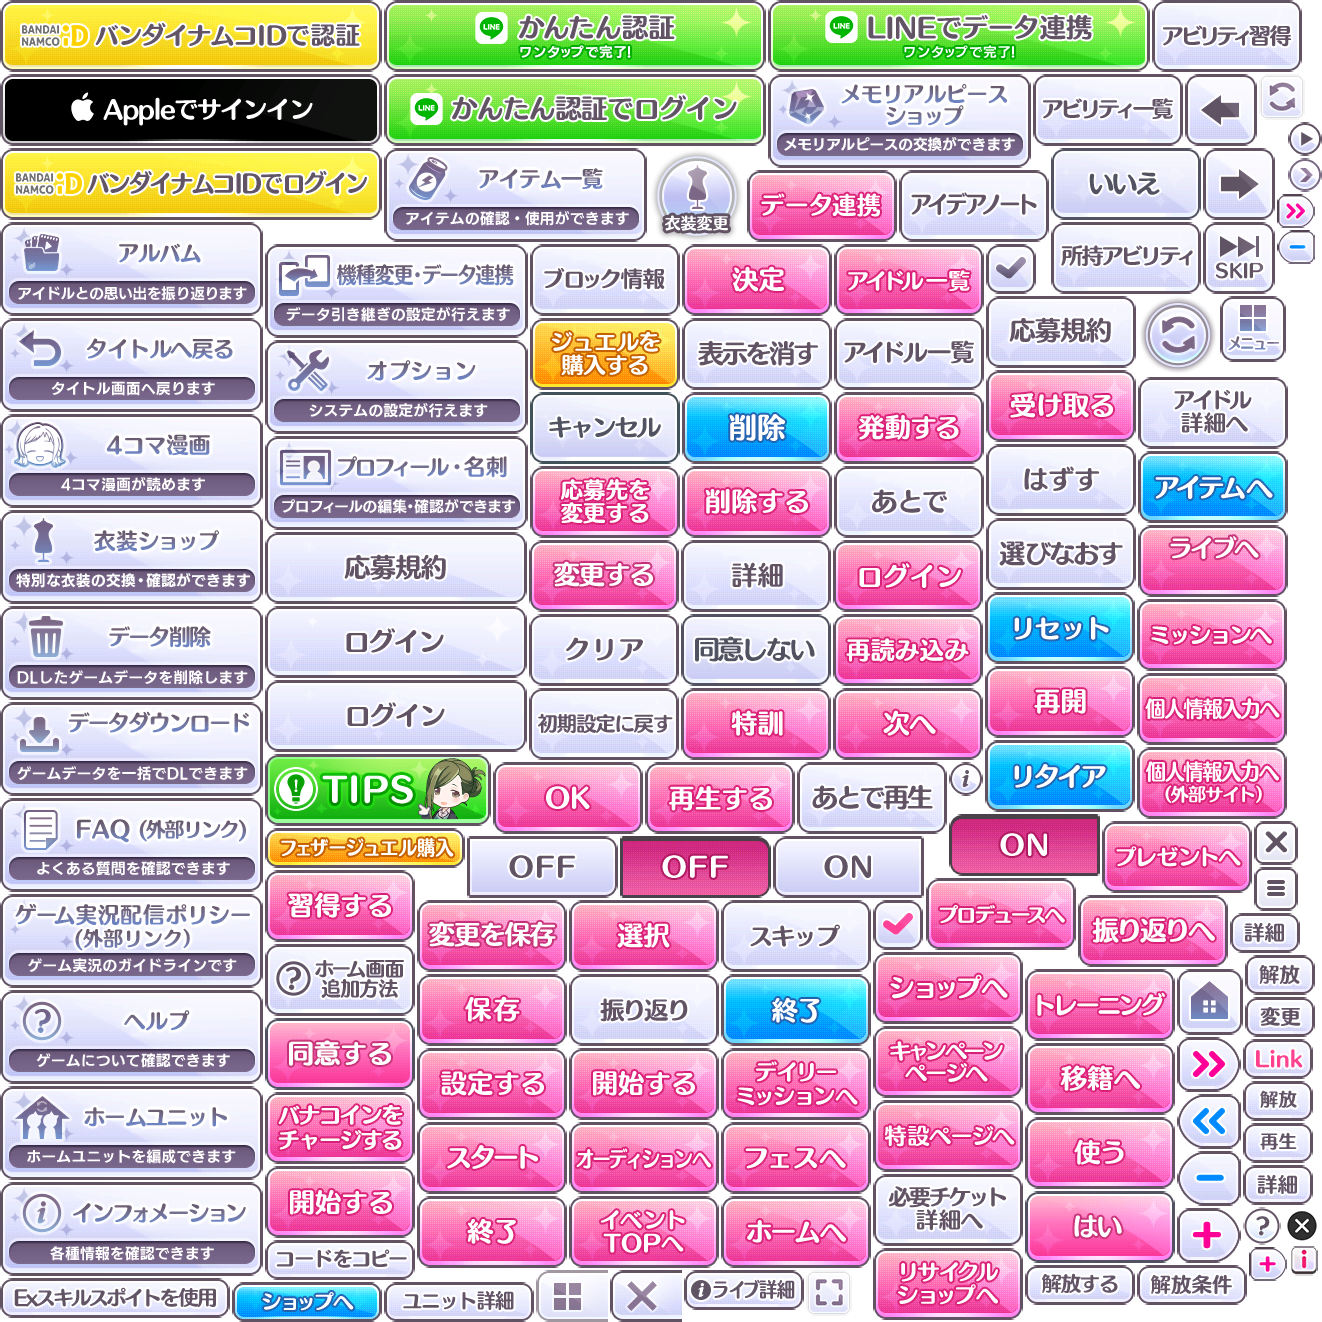 BANDAI NAMCO iD バンダイナムコIDで認証
かんたん認証
ワンタップで完了!
LINE
LINEでデータ連携
ワンタップで完了!
LINE
アビリティ習得
Appleでサインイン
LINE かんたん認証でログイン
メモリアルピース
ショップ
メモリアルピースの交換ができます
アビリティ一覧
BANDAI NAMCO iD バンダイナムコIDでログイン
アイテム一覧
アイテムの確認・使用ができます
衣装変更
データ連携
アイデアノート
いいえ
アルバム
アイドルとの思い出を振り返ります
機種変更・データ連携
データ引き継ぎの設定が行えます
ブロック情報
決定
アイドル一覧
所持アビリティ
SKIP
タイトルへ戻る
タイトル画面へ戻ります
オプション
システムの設定が行えます
ジュエルを
購入する
表示を消す
アイドル一覧
応募規約
メニュー
4コマ漫画
4コマ漫画が読めます
プロフィール・名刺
プロフィールの編集・確認ができます
キャンセル
削除
発動する
受け取る
アイドル
詳細へ
衣装ショップ
特別な衣装の交換・確認ができます
応募規約
応募先を
変更する
削除する
あとで
はずす
アイテムへ
変更する
詳細
ログイン
選びなおす
ライブへ
データ削除
DLしたゲームデータを削除します
ログイン
クリア
同意しない
再読み込み
リセット
ミッションへ
データダウンロード
ゲームデータを一括でDLできます
ログイン
初期設定に戻す
特訓
次へ
再開
個人情報入力へ
TIPS
OK
再生する
あとで再生
リタイア
個人情報入力へ
(外部サイト)
FAQ (外部リンク)
よくある質問を確認できます
フェザージュエル購入
OFF
OFF
ON
ON
プレゼントへ
ゲーム実況配信ポリシー
(外部リンク)
ゲーム実況のガイドラインです
習得する
変更を保存
選択
スキップ
プロデュースへ
振り返りへ
詳細
ホーム画面
追加方法
保存
振り返り
終了
ショップへ
トレーニング
解放
変更
ヘルプ
ゲームについて確認できます
同意する
設定する
開始する
デイリー
ミッションへ
キャンペーン
ページへ
移籍へ
Link
解放
ホームユニット
ホームユニットを編成できます
バナコインを
チャージする
スタート
オーディションへ
フェスへ
特設ページへ
使う
再生
詳細
インフォメーション
各種情報を確認できます
開始する
終了
イベント
TOPへ
ホームへ
必要チケット
詳細へ
はい
コードをコピー
リサイクル
ショップへ
解放する
解放条件
Exスキルスポイトを使用
ショップへ
ユニット詳細
ライブ詳細